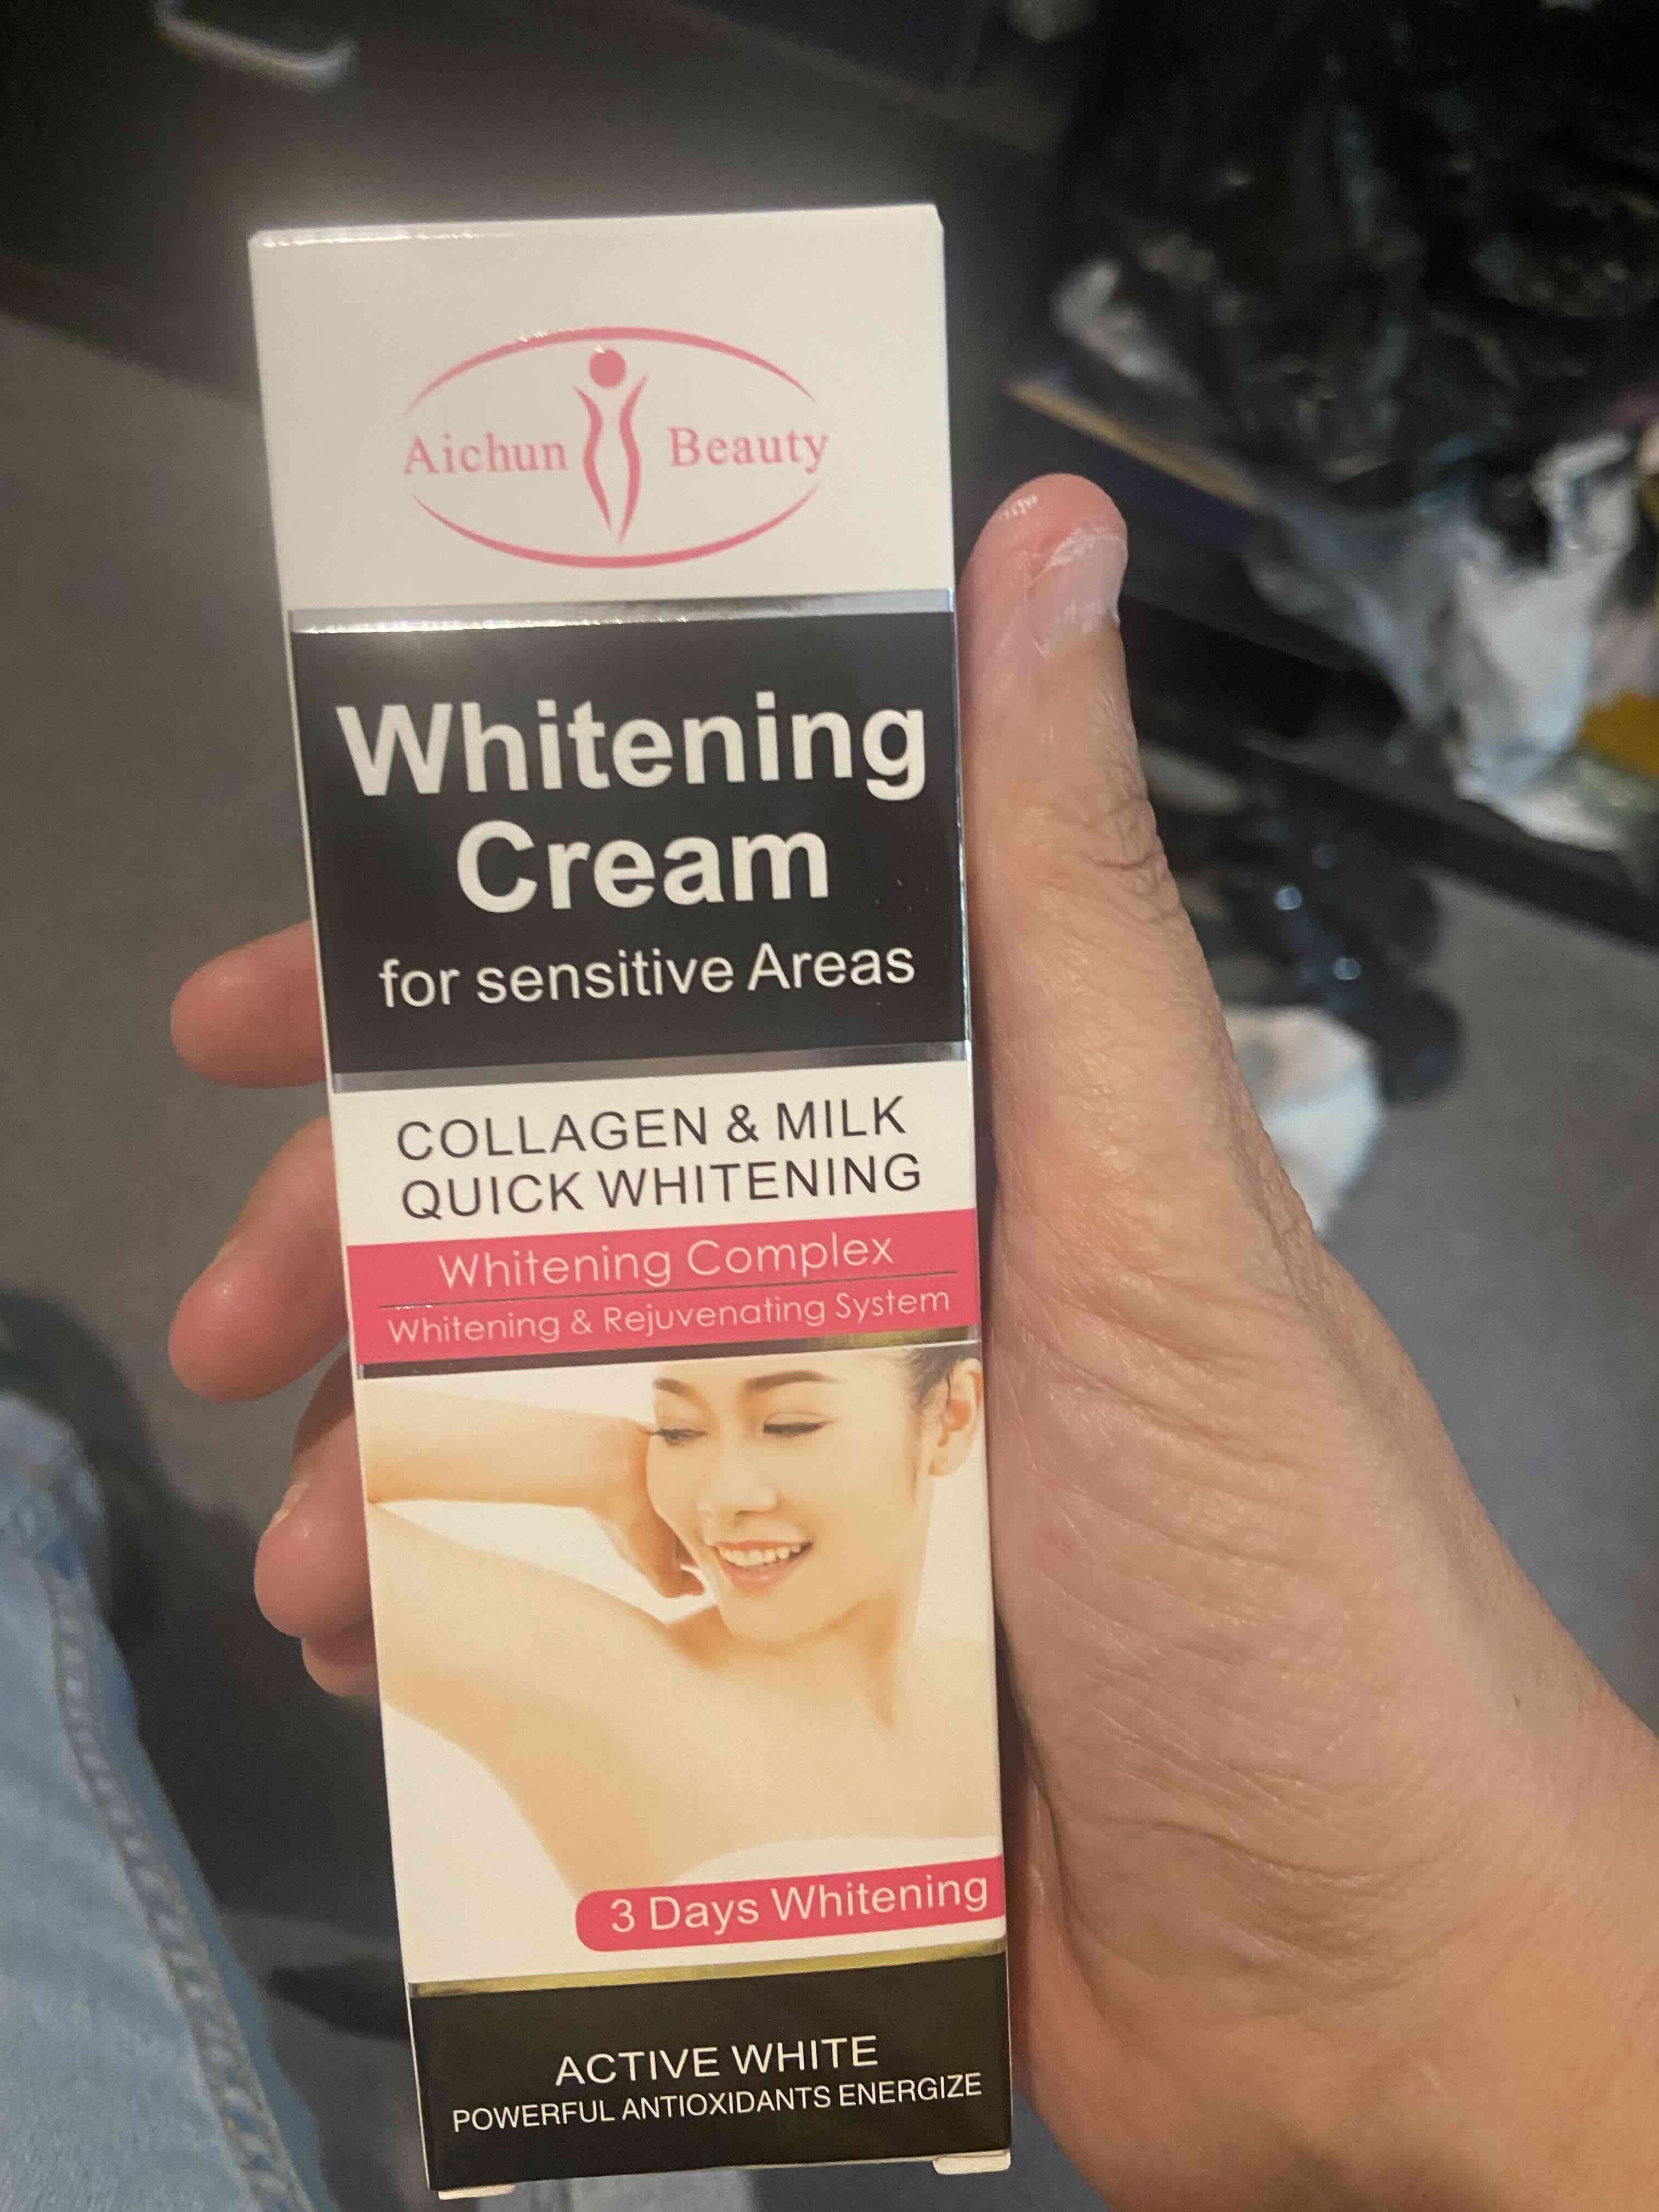 Aichun Beauty
Whitening
Cream
for sensitive Areas
COLLAGEN & MILK
QUICK WHITENING
Whitening Complex
Whitening & Rejuvenating System
3 Days Whitening
ACTIVE WHITE
POWERFUL ANTIOXIDANTS ENERGIZE